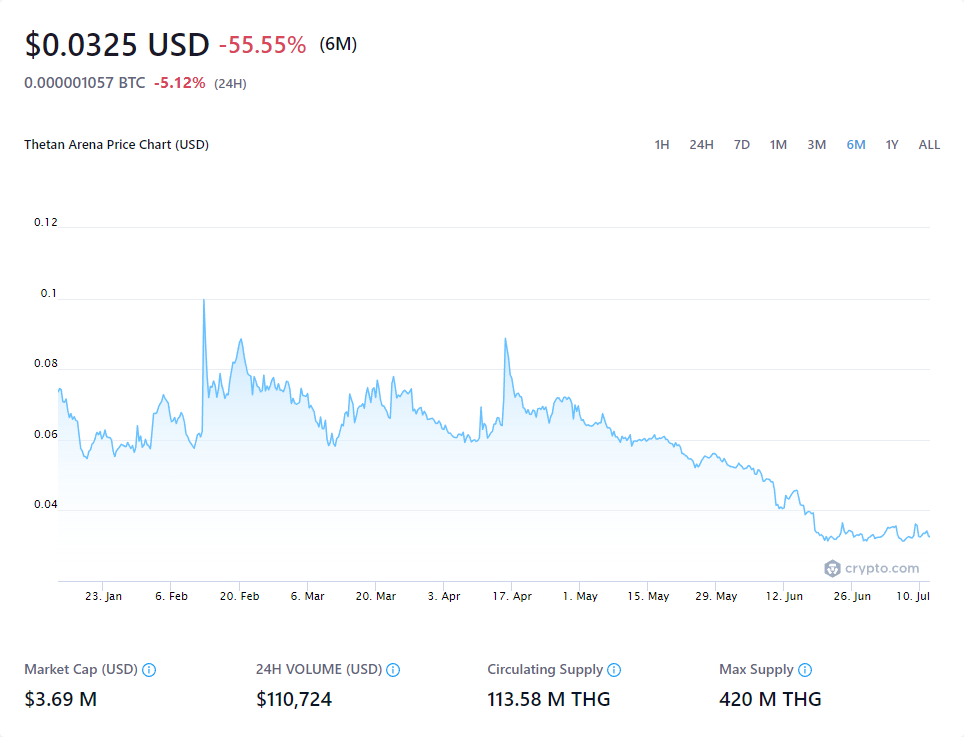 $0.0325 USD -55.55% (6M)
0.000001057 BTC -5.12% (24H)
Thetan Arena Price Chart (USD) 1H 24H 7D 1M 3M 6M 1Y ALL
0.12
0.1
0.08
0.06
0.04
crypto.com
23. Jan 6. Feb 20. Feb 6. Mar 20. Mar 3. Apr 17. Apr 1. May 15. May 29. May 12. Jun 26. Jun 10. Jul
Market Cap (USD) 24H VOLUME (USD) Circulating Supply Max Supply
$3.69 M $110,724 113.58 M THG 420 M THG